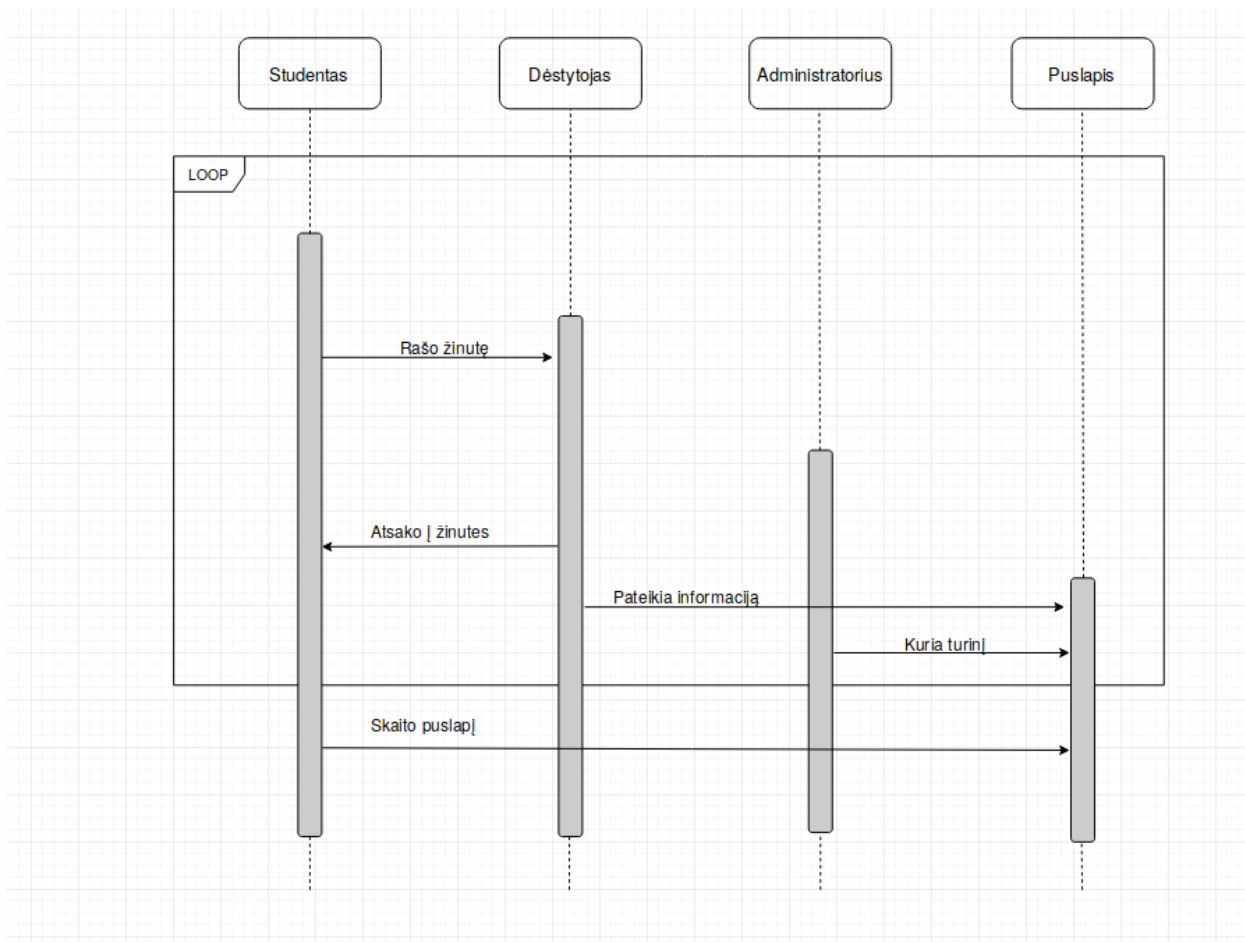 Studentas
Dėstytojas
Administratorius
Puslapis
LOOP
Rašo žinutę
Atsako į žinutes
Pateikia informaciją
Kuria turinį
Skaito puslapį